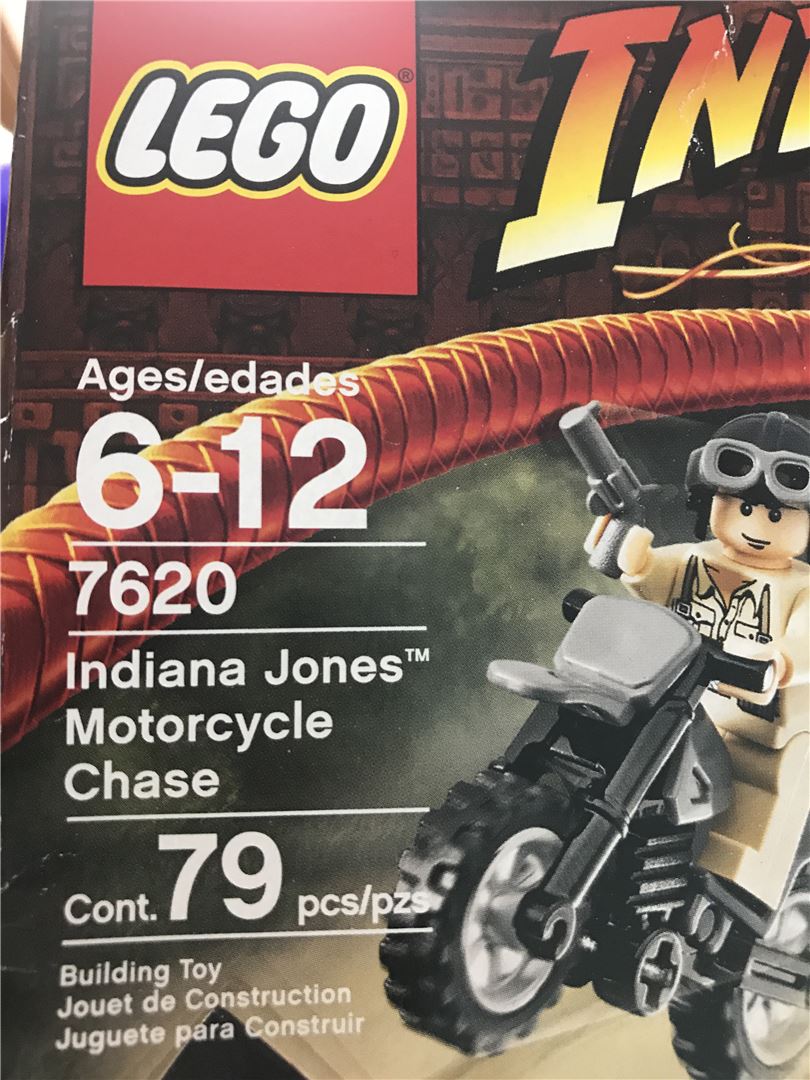 LEGO®
IN
Ages/edades
6-12
7620
Indiana Jones™
Motorcycle
Chase
Cont. 79 pcs/pzs
Building Toy
Jouet de Construction
Juguete para Construir